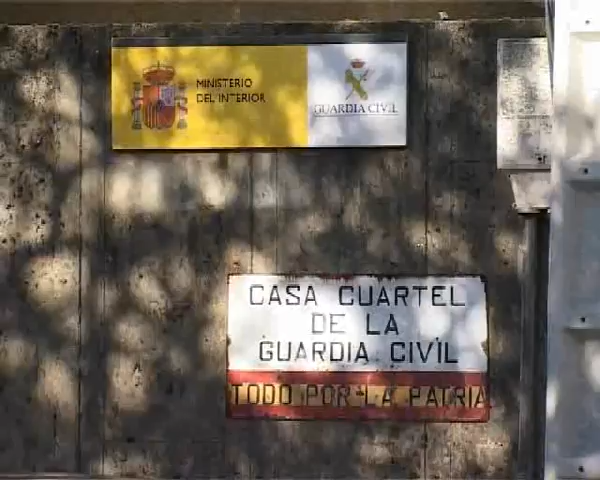 MINISTERIO
DEL INTERIOR
GUARDIA CIVIL
CASA CUARTEL
DE LA
GUARDIA CIVIL
TODO POR LA PATRIA